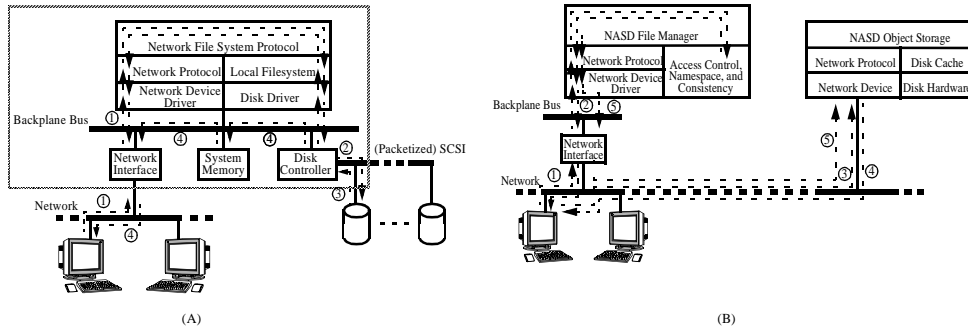 Network File System Protocol
Network Protocol
Local Filesystem
Network Device
Driver
Disk Driver
Backplane Bus
①
④
④
②
(Packetized) SCSI
Network
Interface
System
Memory
Disk
Controller
③
Network
①
④
(A)
NASD File Manager
Network Protocol
Network Device
Driver
Access Control,
Namespace, and
Consistency
Backplane Bus
②
⑤
Network
Interface
NASD Object Storage
Network Protocol
Disk Cache
Network Device
Disk Hardware
⑤
①
③
④
Network
(B)